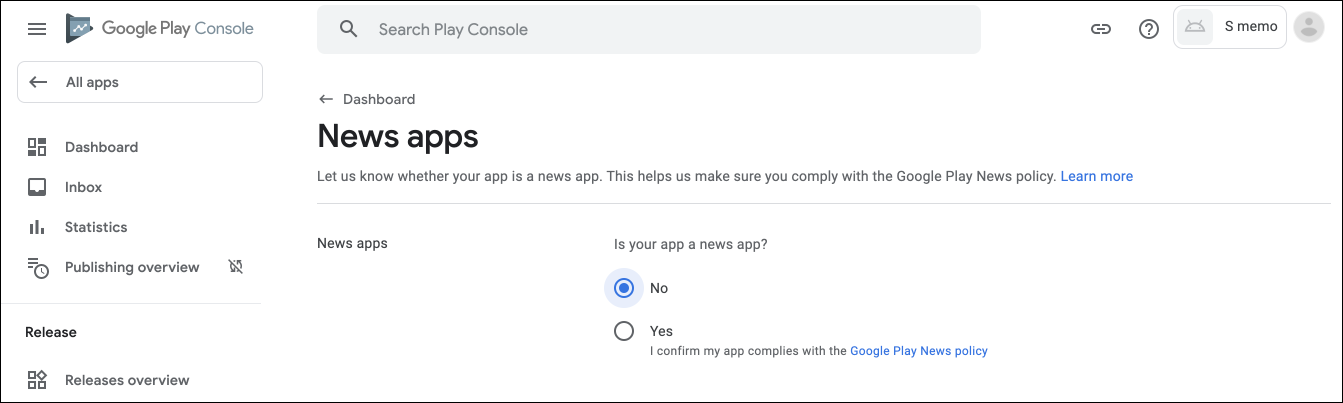 Google Play Console
Search Play Console
S memo
All apps
Dashboard
Dashboard
News apps
Inbox
Let us know whether your app is a news app. This helps us make sure you comply with the Google Play News policy. Learn more
Statistics
News apps
Is your app a news app?
Publishing overview
No
Release
Yes
I confirm my app complies with the Google Play News policy
Releases overview